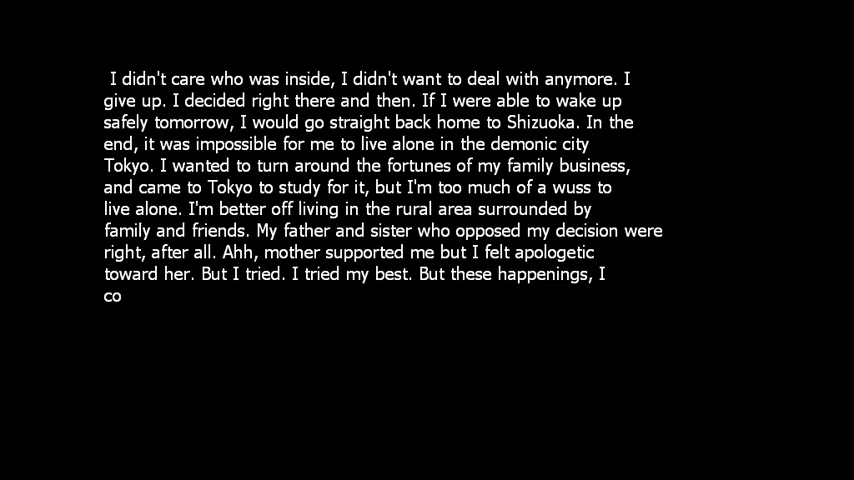 I didn't care who was inside, I didn't want to deal with anymore. I
give up. I decided right there and then. If I were able to wake up
safely tomorrow, I would go straight back home to Shizuoka. In the
end, it was impossible for me to live alone in the demonic city
Tokyo. I wanted to turn around the fortunes of my family business,
and came to Tokyo to study for it, but I'm too much of a wuss to
live alone. I'm better off living in the rural area surrounded by
family and friends. My father and sister who opposed my decision were
right, after all. Ahh, mother supported me but I felt apologetic
toward her. But I tried. I tried my best. But these happenings, I
co